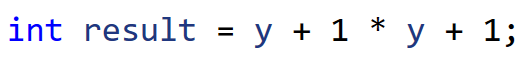 int result = y + 1 * y + 1;